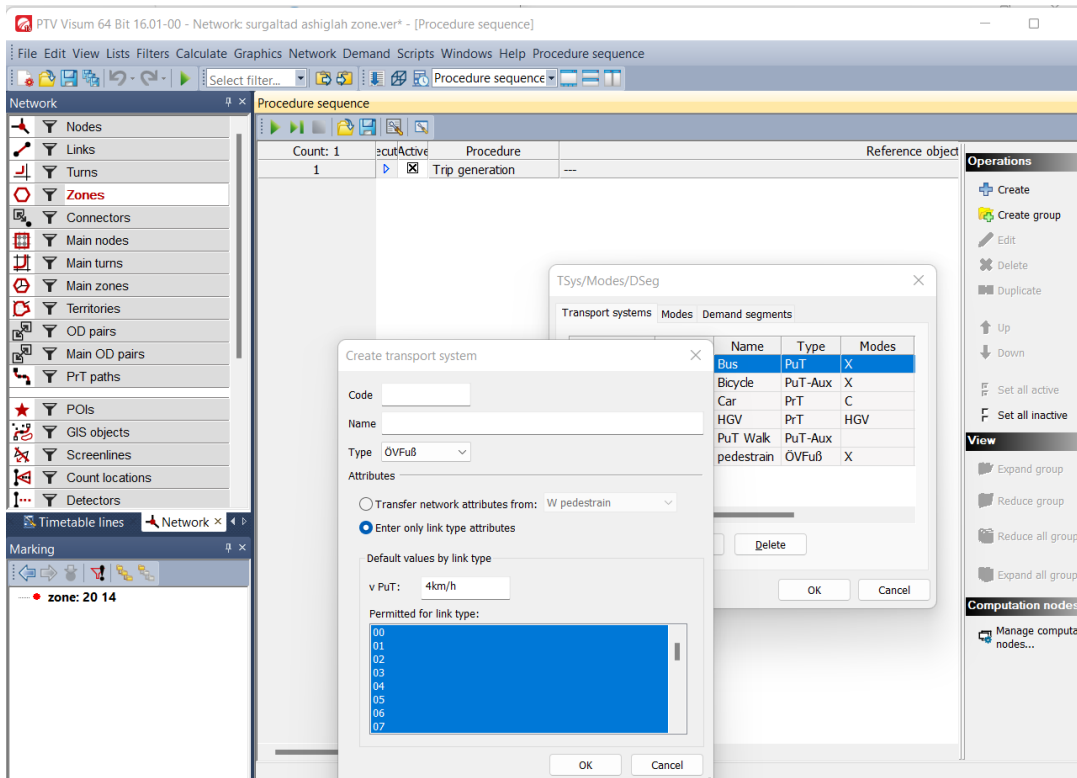 PTV Visum 64 Bit 16.01-00 - Network: surgaltad ashiglah zone.ver* - [Procedure sequence]
File Edit View Lists Filters Calculate Graphics Network Demand Scripts Windows Help Procedure sequence
Select filter... Procedure sequence
Network
Nodes
Links
Turns
Zones
Connectors
Main nodes
Main turns
Main zones
Territories
OD pairs
Main OD pairs
PrT paths
POIs
GIS objects
Screenlines
Count locations
Detectors
Timetable lines Network
Marking
zone: 20 14
Procedure sequence
Count: 1 ecut Active Procedure Reference object
1 Trip generation ---
TSys/Modes/DSeg
Transport systems Modes Demand segments
Name Type Modes
Bus PuT X
Bicycle PuT-Aux X
Car PrT C
HGV PrT HGV
PuT Walk PuT-Aux
pedestrain ÖVFuß X
Delete
OK Cancel
Create transport system
Code
Name
Type ÖVFuß
Attributes
Transfer network attributes from: W pedestrain
Enter only link type attributes
Default values by link type
v PuT: 4km/h
Permitted for link type:
00
01
02
03
04
05
06
07
OK Cancel
Operations
Create
Create group
Edit
Delete
Duplicate
Up
Down
Set all active
Set all inactive
View
Expand group
Reduce group
Reduce all group
Expand all group
Computation nodes
Manage computa
nodes...